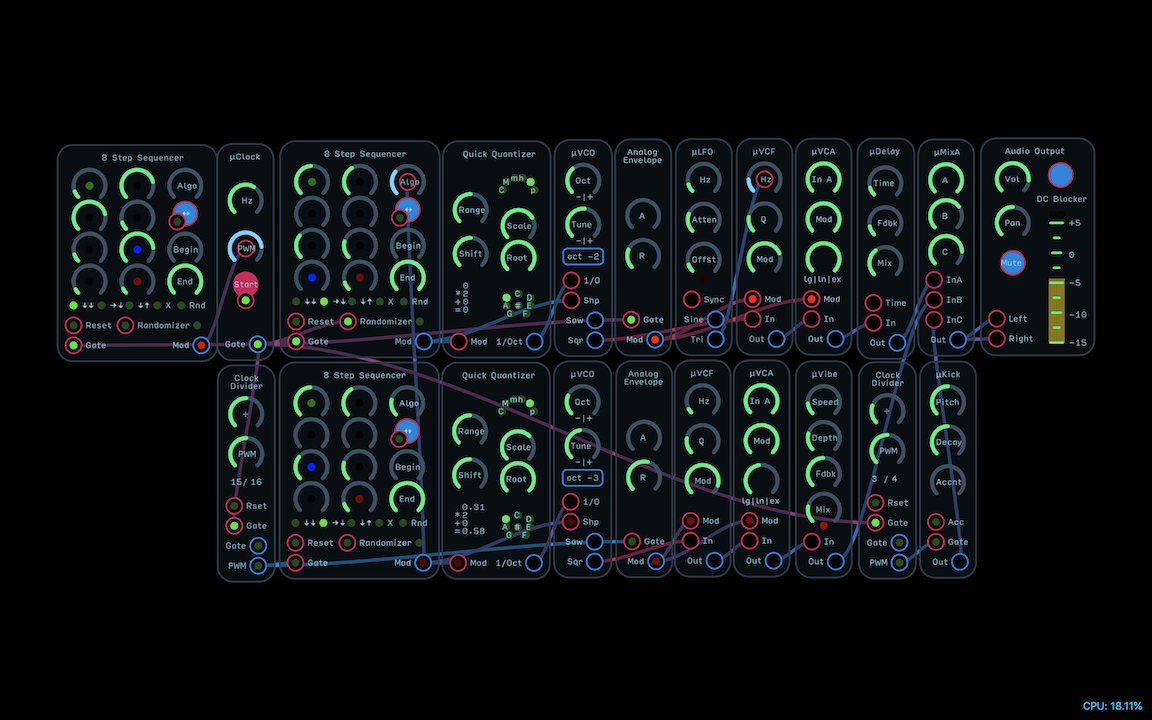 8 Step Sequencer
Algo
++
Begin
End
↓↓ →↓ ←↓ ↓↑ X Rnd
Reset Randomizer
Gate Mod
µClock
Hz
PWM
Start
Gate
8 Step Sequencer
Algo
++
Begin
End
↓↓ →↓ ←↓ ↓↑ X Rnd
Reset Randomizer
Gate Mod
Quick Quantizer
C M m h p
Range
Scale
Shift
Root
0
*2
+0
+0
=0
C D
A # E
G F
Mod 1/Oct
µVCO
Oct
-|+
Tune
-|+
oct -2
1/O
Shp
Saw
Sqr
Analog
Envelope
A
R
Gate
Mod
µLFO
Hz
Atten
Offst
Sync
Sine
Tri
µVCF
Hz
Q
Mod
Mod
In
Out
µVCA
In A
Mod
lg|ln|ex
Mod
In
Out
µDelay
Time
Fdbk
Mix
Time
In
Out
µMixA
A
B
C
InA
InB
InC
Out
Audio Output
Vol
Pan
Mute
DC Blocker
+5
0
-5
-10
-15
Left
Right
Clock
Divider
÷
PWM
15/ 16
Rset
Gate
Gate
PWM
8 Step Sequencer
Algo
++
Begin
End
↓↓ →↓ ←↓ ↓↑ X Rnd
Reset Randomizer
Gate Mod
Quick Quantizer
C M m h p
Range
Scale
Shift
Root
0.31
*2
+0
=0.58
C D
A # E
G F
Mod 1/Oct
µVCO
Oct
-|+
Tune
-|+
oct -3
1/O
Shp
Saw
Sqr
Analog
Envelope
A
R
Gate
Mod
µVCF
Hz
Q
Mod
Mod
In
Out
µVCA
In A
Mod
lg|ln|ex
Mod
In
Out
µVibe
Speed
Depth
Fdbk
Mix
In
Out
Clock
Divider
÷
PWM
3 / 4
Rset
Gate
Gate
PWM
µKick
Pitch
Decay
Accnt
Acc
Gate
Out
CPU: 18.11%